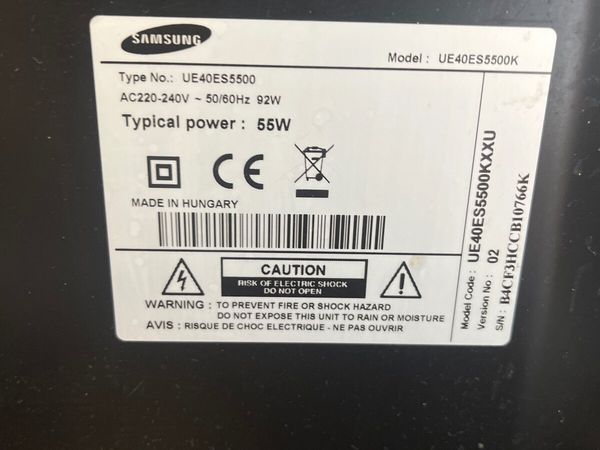 SAMSUNG
Model : UE40ES5500K
Type No.: UE40ES5500
AC220-240V ~ 50/60Hz 92W
Typical power : 55W
CE
MADE IN HUNGARY
CAUTION
RISK OF ELECTRIC SHOCK
DO NOT OPEN
WARNING : TO PREVENT FIRE OR SHOCK HAZARD
DO NOT EXPOSE THIS UNIT TO RAIN OR MOISTURE
AVIS : RISQUE DE CHOC ELECTRIQUE - NE PAS OUVRIR
Model Code : UE40ES5500KXXU
Version No : 02
S/N : B4CF3HCCB10766K